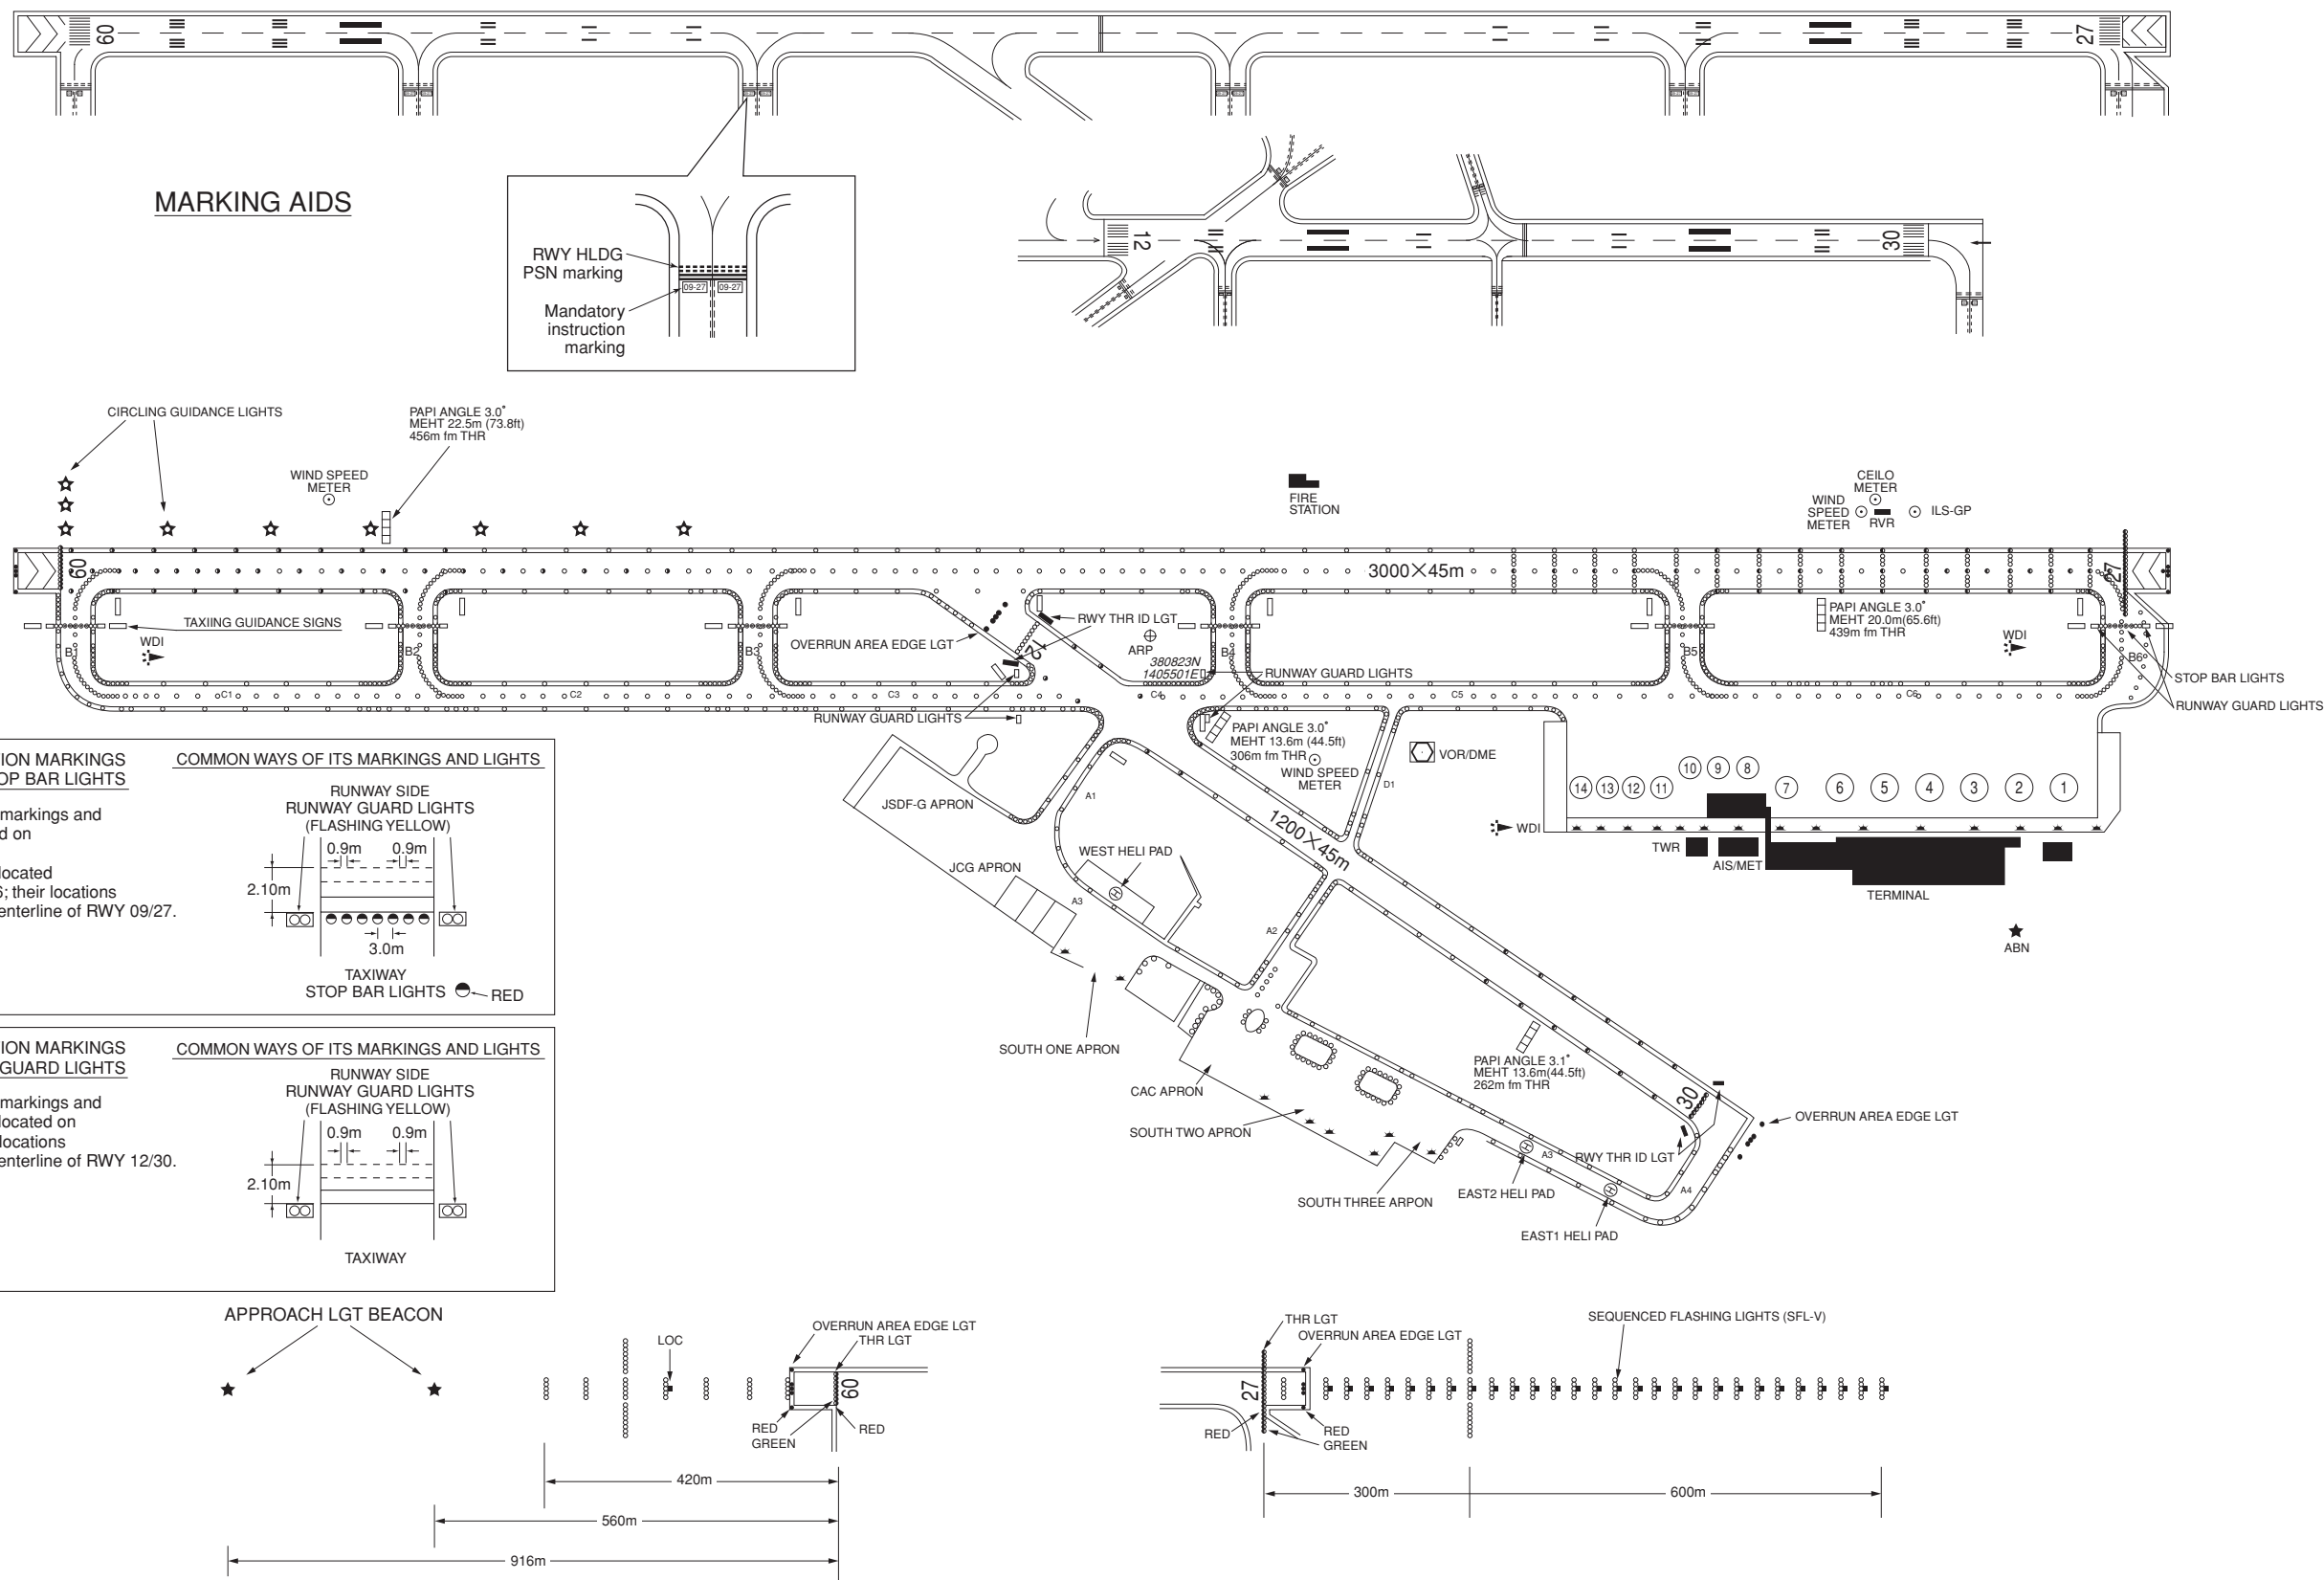 09
27
MARKING AIDS
RWY HLDG
PSN marking
09-27
09-27
Mandatory
instruction
marking
12
30
CIRCLING GUIDANCE LIGHTS
PAPI ANGLE 3.0°
MEHT 22.5m (73.8ft)
456m fm THR
WIND SPEED
METER
FIRE
STATION
CEILO
METER
WIND
SPEED
METER
RVR
ILS-GP
09
3000×45m
27
TAXIING GUIDANCE SIGNS
WDI
B1
B2
B3
OVERRUN AREA EDGE LGT
RWY THR ID LGT
12
ARP
380823N
1405501E
B4
RUNWAY GUARD LIGHTS
B5
PAPI ANGLE 3.0°
MEHT 20.0m(65.6ft)
439m fm THR
WDI
B6
STOP BAR LIGHTS
RUNWAY GUARD LIGHTS
C1
C2
C3
C4
C5
C6
RUNWAY GUARD LIGHTS
PAPI ANGLE 3.0°
MEHT 13.6m (44.5ft)
306m fm THR
WIND SPEED
METER
VOR/DME
D1
A1
JSDF-G APRON
1200×45m
WEST HELI PAD
JCG APRON
A3
A2
14
13
12
11
10
9
8
7
6
5
4
3
2
1
WDI
TWR
AIS/MET
TERMINAL
ABN
SOUTH ONE APRON
CAC APRON
SOUTH TWO APRON
SOUTH THREE ARPON
PAPI ANGLE 3.1°
MEHT 13.6m(44.5ft)
262m fm THR
30
OVERRUN AREA EDGE LGT
RWY THR ID LGT
A3
A4
EAST2 HELI PAD
EAST1 HELI PAD
ION MARKINGS
OP BAR LIGHTS
markings and
d on
located
6; their locations
enterline of RWY 09/27.
COMMON WAYS OF ITS MARKINGS AND LIGHTS
RUNWAY SIDE
RUNWAY GUARD LIGHTS
(FLASHING YELLOW)
0.9m
0.9m
2.10m
3.0m
TAXIWAY
STOP BAR LIGHTS
RED
ION MARKINGS
GUARD LIGHTS
markings and
located on
locations
enterline of RWY 12/30.
COMMON WAYS OF ITS MARKINGS AND LIGHTS
RUNWAY SIDE
RUNWAY GUARD LIGHTS
(FLASHING YELLOW)
0.9m
0.9m
2.10m
TAXIWAY
APPROACH LGT BEACON
LOC
OVERRUN AREA EDGE LGT
THR LGT
09
RED
GREEN
RED
420m
560m
916m
THR LGT
OVERRUN AREA EDGE LGT
SEQUENCED FLASHING LIGHTS (SFL-V)
27
RED
RED
GREEN
300m
600m